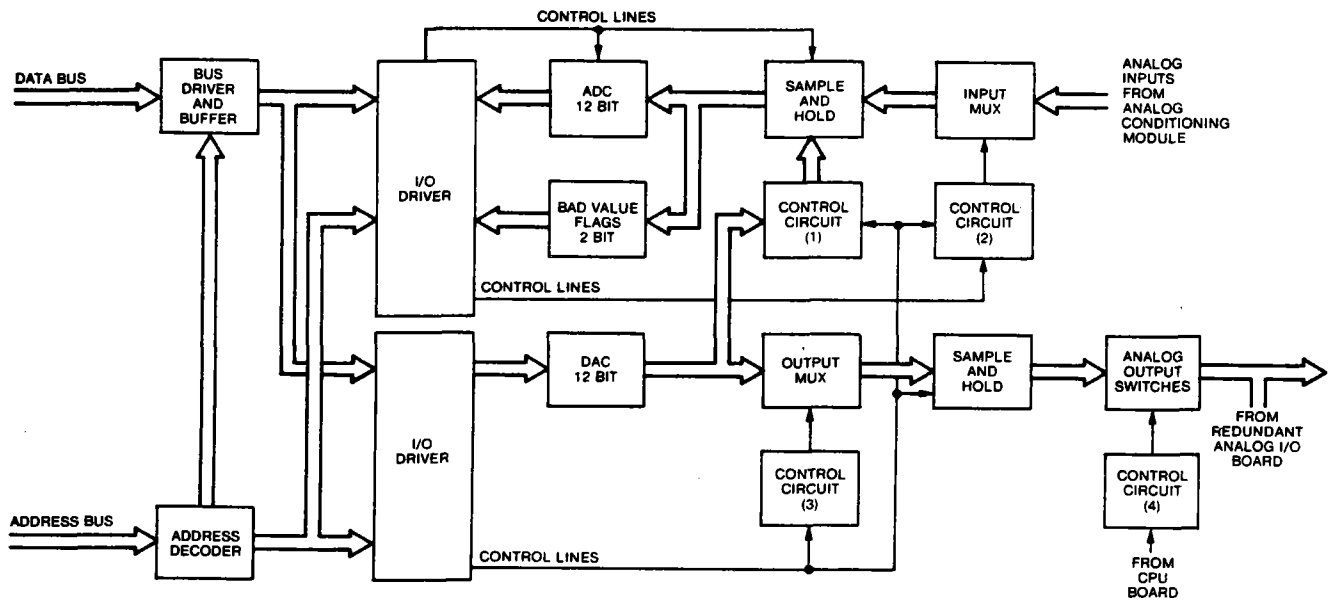 CONTROL LINES
DATA BUS
BUS
DRIVER
AND
BUFFER
I/O
DRIVER
ADC
12 BIT
SAMPLE
AND
HOLD
INPUT
MUX
ANALOG
INPUTS
FROM
ANALOG
CONDITIONING
MODULE
BAD VALUE
FLAGS
2 BIT
CONTROL
CIRCUIT
(1)
CONTROL
CIRCUIT
(2)
CONTROL LINES
I/O
DRIVER
DAC
12 BIT
OUTPUT
MUX
SAMPLE
AND
HOLD
ANALOG
OUTPUT
SWITCHES
FROM
REDUNDANT
ANALOG I/O
BOARD
CONTROL
CIRCUIT
(3)
CONTROL
CIRCUIT
(4)
ADDRESS BUS
ADDRESS
DECODER
CONTROL LINES
FROM
CPU
BOARD